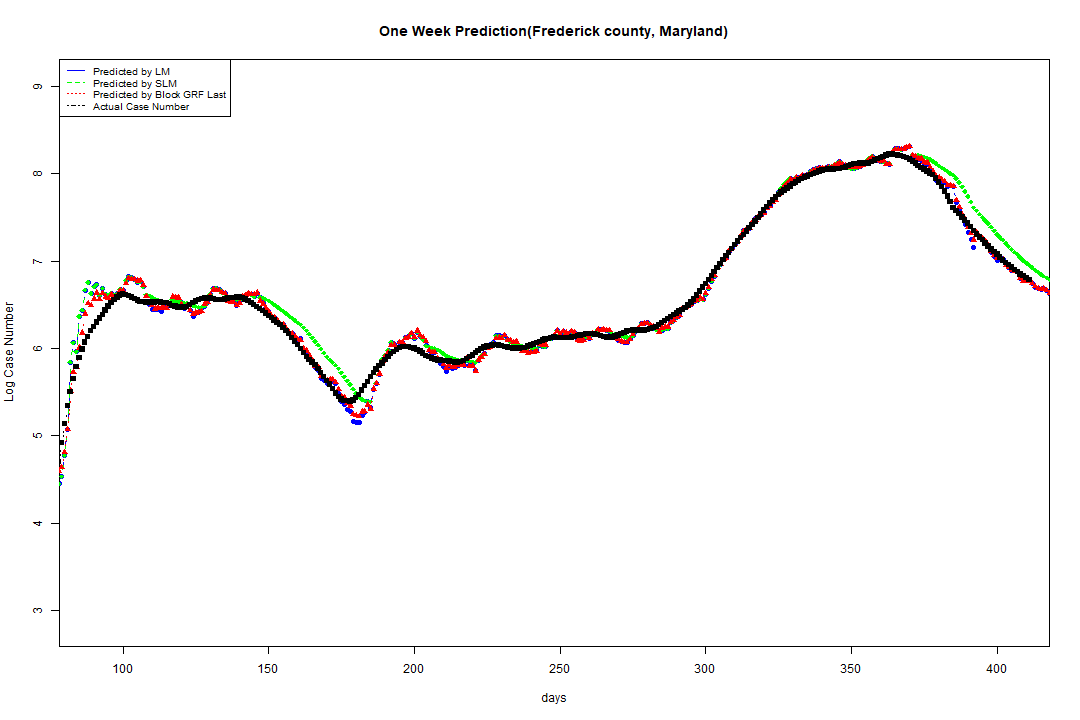 One Week Prediction(Frederick county, Maryland)
Predicted by LM
Predicted by SLM
Predicted by Block GRF Last
Actual Case Number
Log Case Number
9
8
7
6
5
4
3
100 150 200 250 300 350 400
days